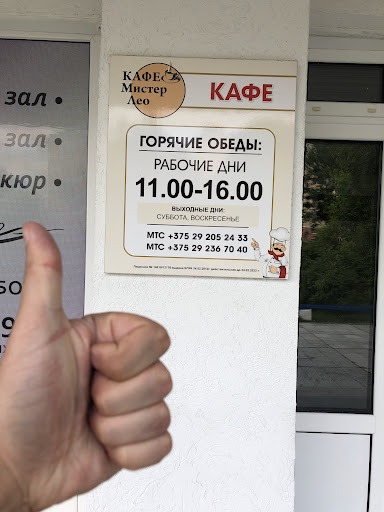 КАФЕ
Мистер
Лео
КАФЕ
ГОРЯЧИЕ ОБЕДЫ:
РАБОЧИЕ ДНИ
11.00-16.00
ВЫХОДНЫЕ ДНИ:
СУББОТА, ВОСКРЕСЕНЬЕ
МТС +375 29 205 24 33
МТС +375 29 236 70 40
зал •
зал •
кюр •